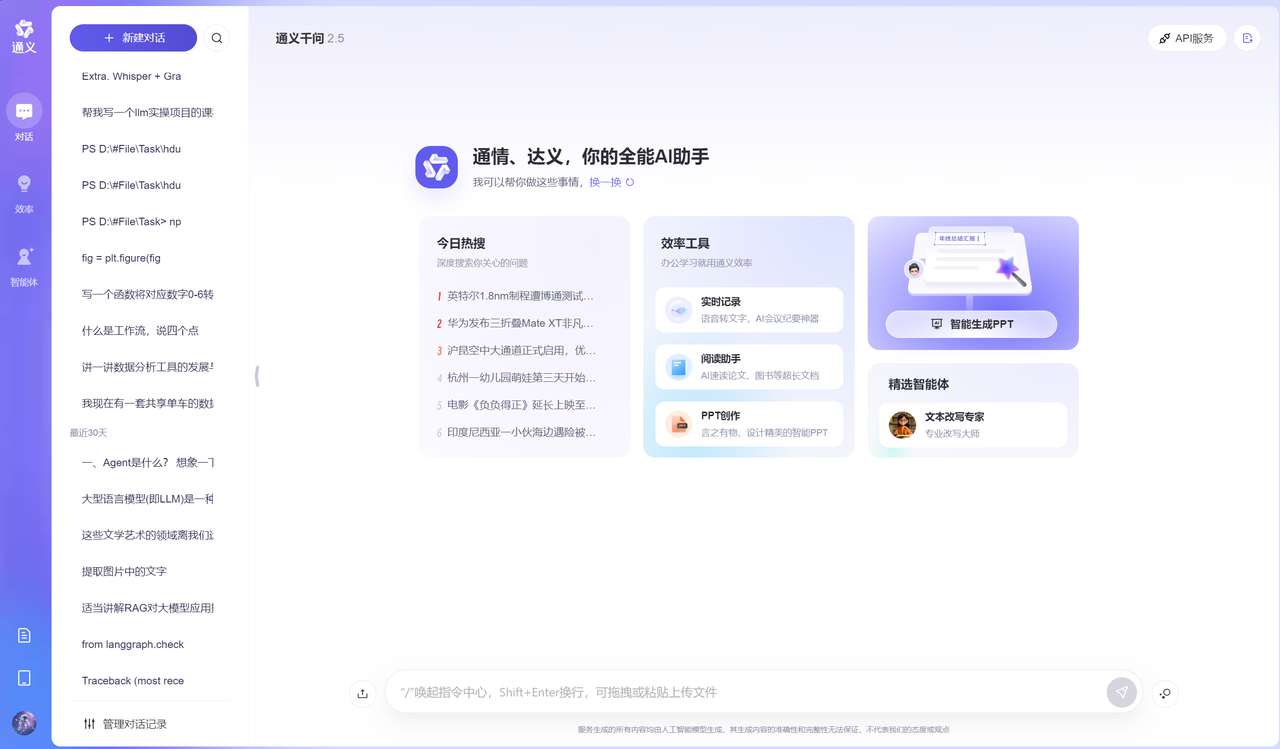 通义
对话
效率
智能体
新建对话
Extra. Whisper + Gra
帮我写一个llm实操项目的课
PS D:\#File\Task\hdu
PS D:\#File\Task\hdu
PS D:\#File\Task> np
fig = plt.figure(fig
写一个函数将对应数字0-6转
什么是工作流，说四个点
讲一讲数据分析工具的发展
我现在有一套共享单车的数
最近30天
一、Agent是什么？ 想象一下
大型语言模型(即LLM)是一种
这些文学艺术的领域离我们
提取图片中的文字
适当讲解RAG对大模型应用
from langgraph.check
Traceback (most rece
管理对话记录
通义千问 2.5
API服务
通情、达义，你的全能AI助手
我可以帮你做这些事情，换一换
今日热搜
深度搜索你关心的问题
1 英特尔1.8nm制程遭博通测试...
2 华为发布三折叠Mate XT非凡...
3 沪昆空中大通道正式启用，优...
4 杭州一幼儿园萌娃第三天开始...
5 电影《负负得正》延长上映至...
6 印度尼西亚一小伙海边遇险被...
效率工具
办公学习就用通义效率
实时记录
语音转文字，AI会议纪要神器
阅读助手
AI速读论文、图书等超长文档
PPT创作
言之有物、设计精美的智能PPT
年终总结汇报
智能生成PPT
精选智能体
文本改写专家
专业改写大师
“/”唤起指令中心，Shift+Enter换行，可拖拽或粘贴上传文件
服务生成的所有内容均由人工智能模型生成，其生成内容的准确性和完整性无法保证，不代表我们的态度或观点